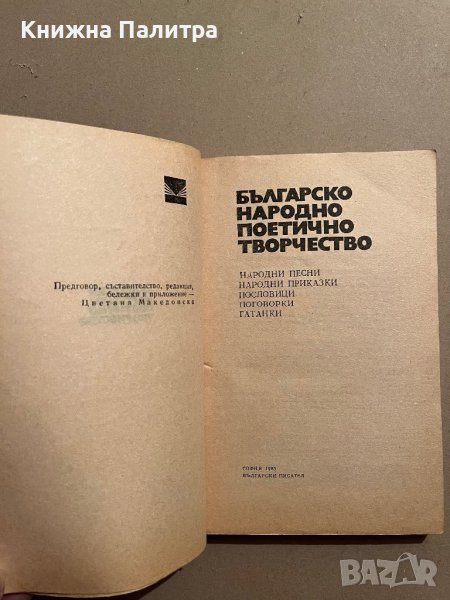 Книжна Палитра
Предговор, съставителство, редакция,
бележки и приложение —
Цветана Македонска
БЪЛГАРСКО
НАРОДНО
ПОЕТИЧНО
ТВОРЧЕСТВО
НАРОДНИ ПЕСНИ
НАРОДНИ ПРИКАЗКИ
ПОСЛОВИЦИ
ПОГОВОРКИ
ГАТАНКИ
СОФИЯ
БЪЛГАРСКИ ПИСАТЕЛ
BAZAR